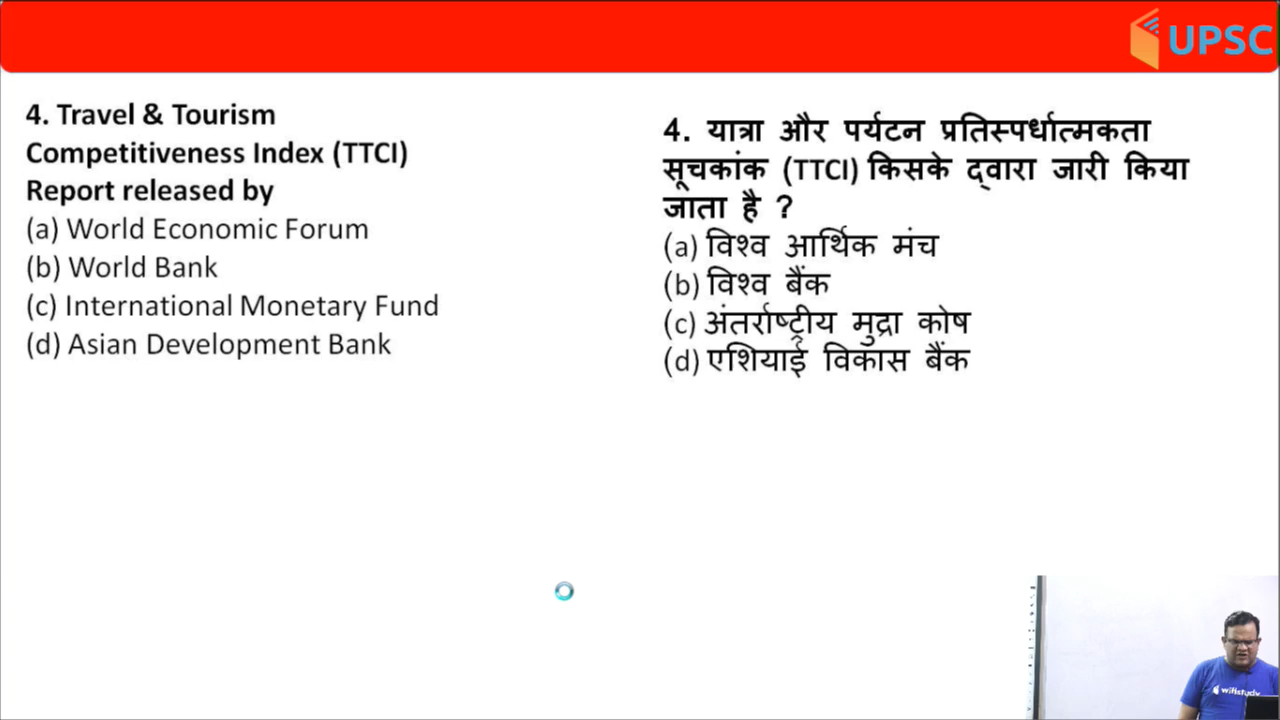 UPSC
4. Travel & Tourism
Competitiveness Index (TTCI)
Report released by
(a) World Economic Forum
(b) World Bank
(c) International Monetary Fund
(d) Asian Development Bank
4. यात्रा और पर्यटन प्रतिस्पर्धात्मकता
सूचकांक (TTCI) किसके द्वारा जारी किया
जाता है ?
(a) विश्व आर्थिक मंच
(b) विश्व बैंक
(c) अंतर्राष्ट्रीय मुद्रा कोष
(d) एशियाई विकास बैंक
wifistudy